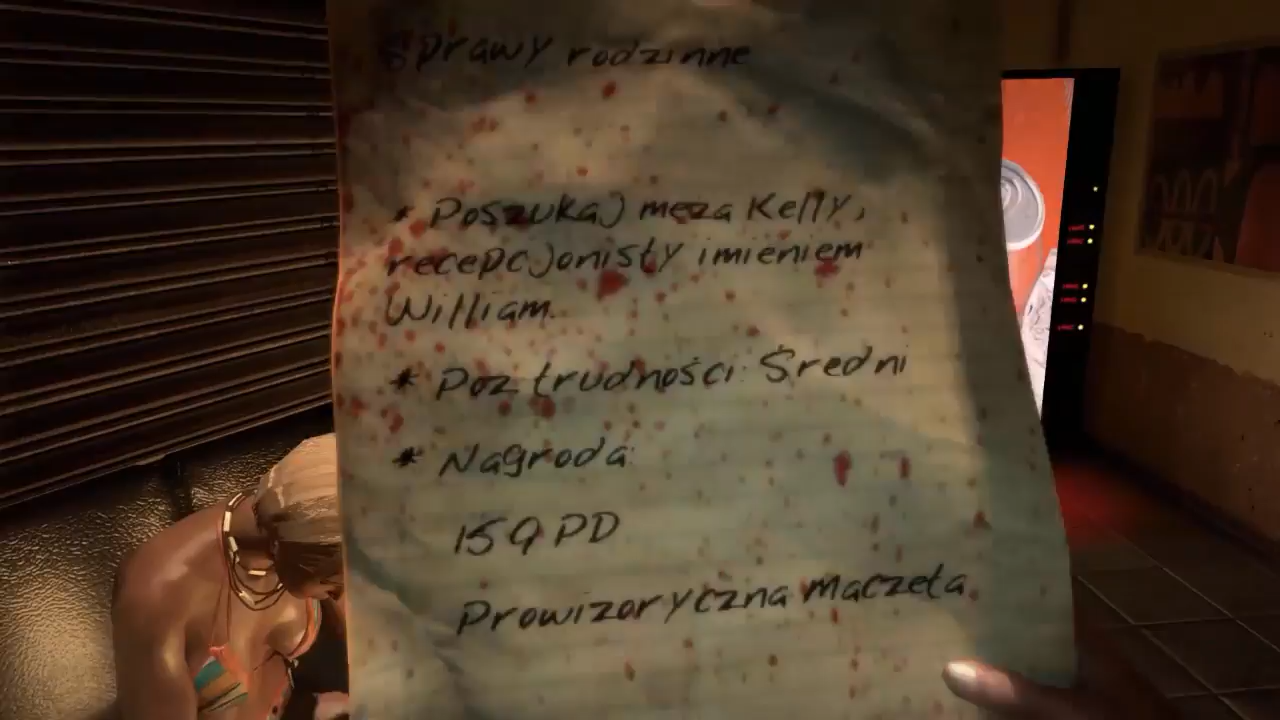 Sprawy rodzinne
* Poszukaj męża Kelly,
recepcjonisty imieniem
William.
* Poz trudności: Średni
* Nagroda:
159 PD
Prowizoryczna maczeta